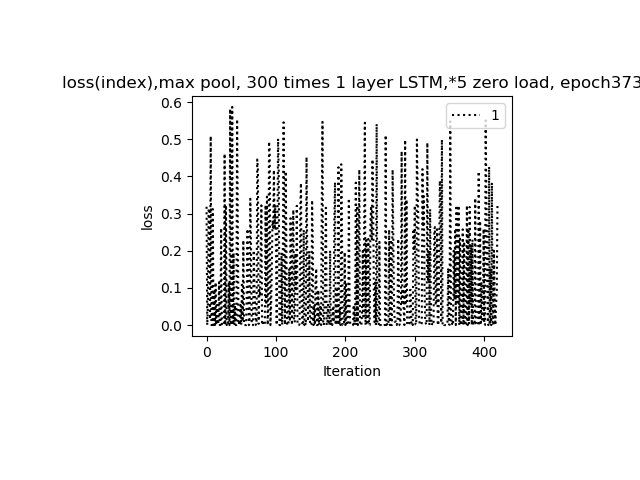 loss(index),max pool, 300 times 1 layer LSTM,*5 zero load, epoch373
0.6
1
0.5
0.4
0.3
loss
0.2
0.1
0.0
0 100 200 300 400
Iteration